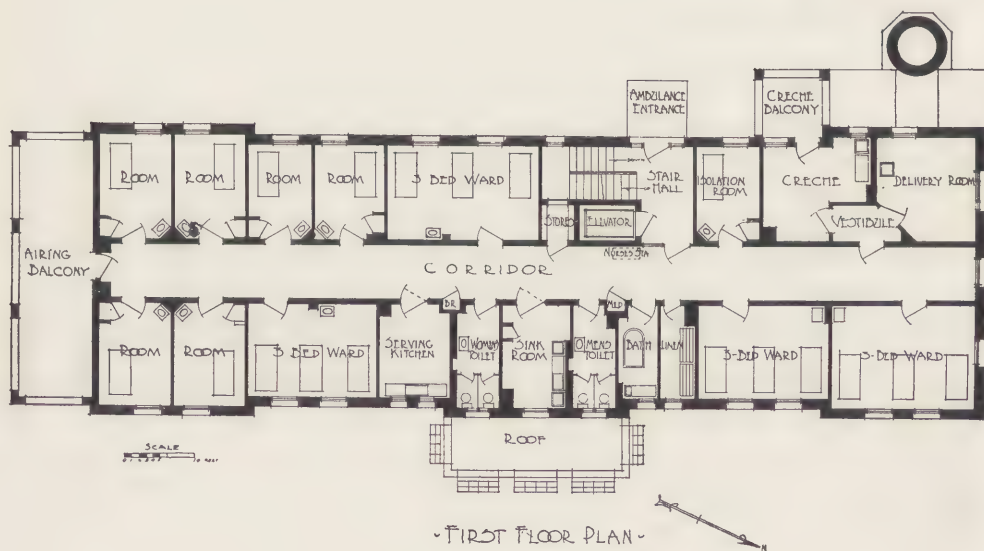 AMBULANCE
ENTRANCE
CRECHE
BALCONY
ROOM
ROOM
ROOM
ROOM
3 BED WARD
STAIR
HALL
ISOLATION
ROOM
CRECHE
DELIVERY ROOM
STORES
ELEVATOR
VESTIBULE
AIRING
BALCONY
NURSES STA
CORRIDOR
DR
MED
ROOM
ROOM
3 BED WARD
SERVING
KITCHEN
WOMENS
TOILET
SINK
ROOM
MENS
TOILET
BATH
LINEN
3-BED WARD
3-BED WARD
ROOF
SCALE
N
-FIRST FLOOR PLAN-